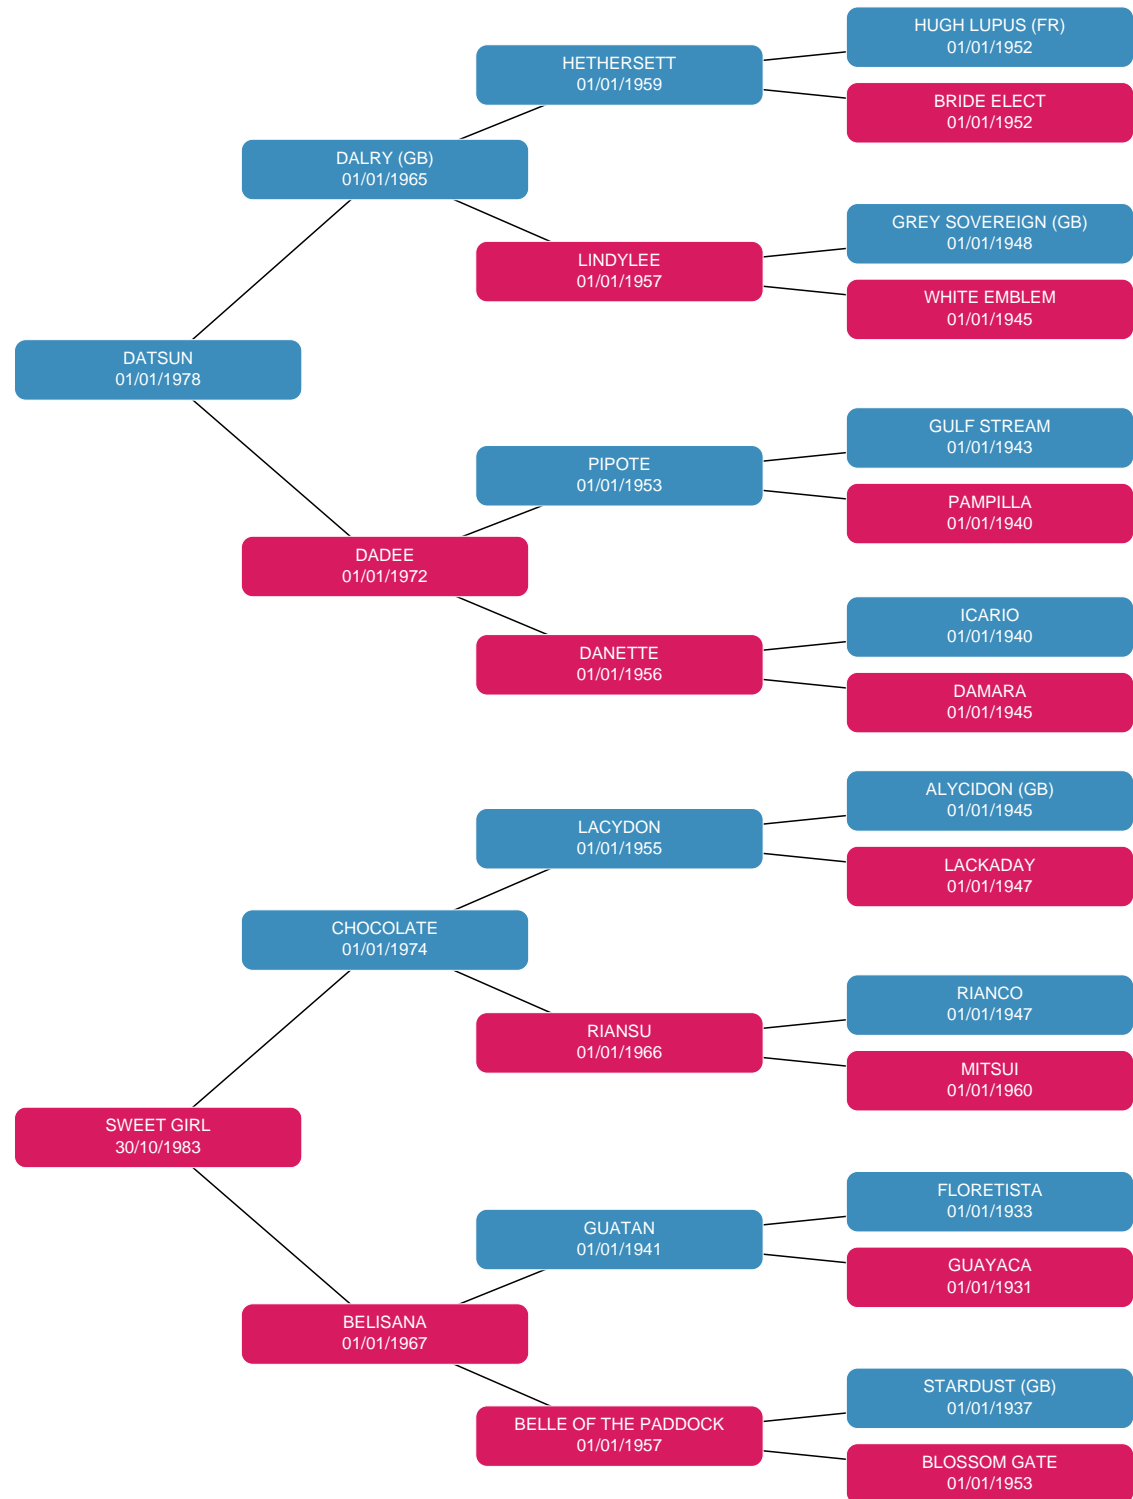 HUGH LUPUS (FR)
01/01/1952
HETHERSETT
01/01/1959
BRIDE ELECT
01/01/1952
DALRY (GB)
01/01/1965
GREY SOVEREIGN (GB)
01/01/1948
LINDYLEE
01/01/1957
WHITE EMBLEM
01/01/1945
DATSUN
01/01/1978
GULF STREAM
01/01/1943
PIPOTE
01/01/1953
PAMPILLA
01/01/1940
DADEE
01/01/1972
ICARIO
01/01/1940
DANETTE
01/01/1956
DAMARA
01/01/1945
ALYCIDON (GB)
01/01/1945
LACYDON
01/01/1955
LACKADAY
01/01/1947
CHOCOLATE
01/01/1974
RIANCO
01/01/1947
RIANSU
01/01/1966
MITSUI
01/01/1960
SWEET GIRL
30/10/1983
FLORETISTA
01/01/1933
GUATAN
01/01/1941
GUAYACA
01/01/1931
BELISANA
01/01/1967
STARDUST (GB)
01/01/1937
BELLE OF THE PADDOCK
01/01/1957
BLOSSOM GATE
01/01/1953